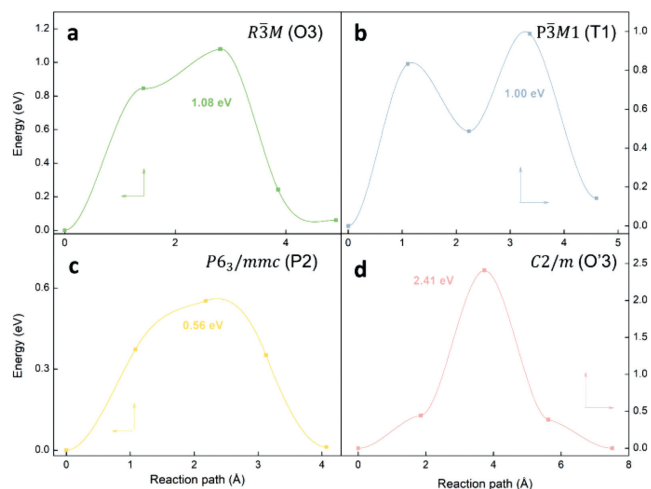 a
R3̅M (O3)
1.2
1.0
0.8
0.6
0.4
0.2
0.0
Energy (eV)
1.08 eV
0
2
4
b
P3̅M1 (T1)
1.0
0.8
0.6
0.4
0.2
0.0
1.00 eV
0
1
2
3
4
5
c
P6₃/mmc (P2)
0.6
0.3
0.0
Energy (eV)
0.56 eV
0
1
2
3
4
Reaction path (Å)
d
C2/m (O'3)
2.5
2.0
1.5
1.0
0.5
0.0
2.41 eV
0
2
4
6
8
Reaction path (Å)